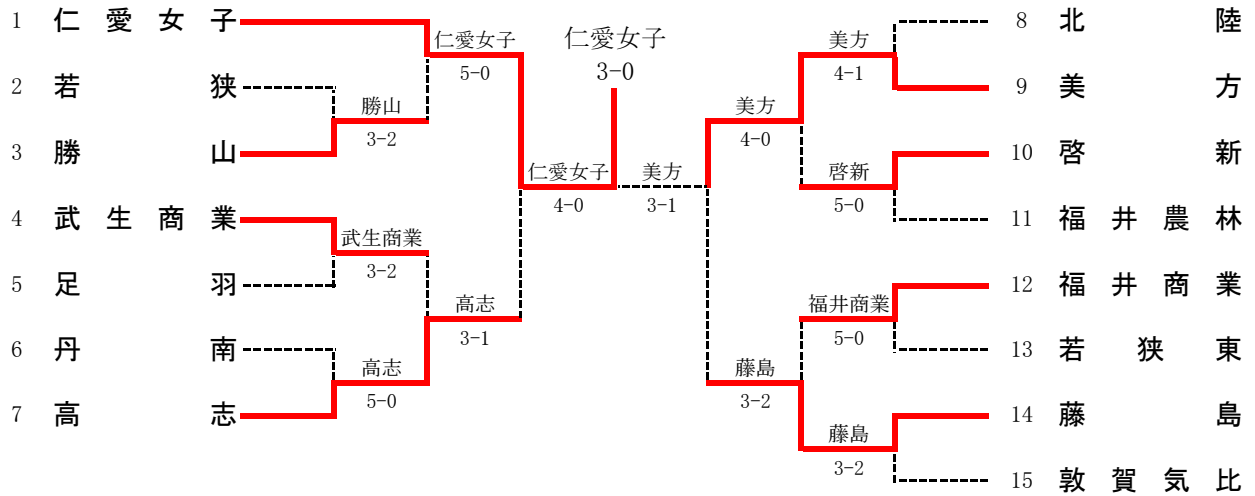 1 仁愛女子
2 若狭
3 勝山
4 武生商業
5 足羽
6 丹南
7 高志
勝山
3-2
武生商業
3-2
高志
5-0
仁愛女子
5-0
高志
3-1
仁愛女子
4-0
仁愛女子
3-0
美方
3-1
美方
4-0
藤島
3-2
美方
4-1
啓新
5-0
福井商業
5-0
藤島
3-2
8 北陸
9 美方
10 啓新
11 福井農林
12 福井商業
13 若狭東
14 藤島
15 敦賀気比